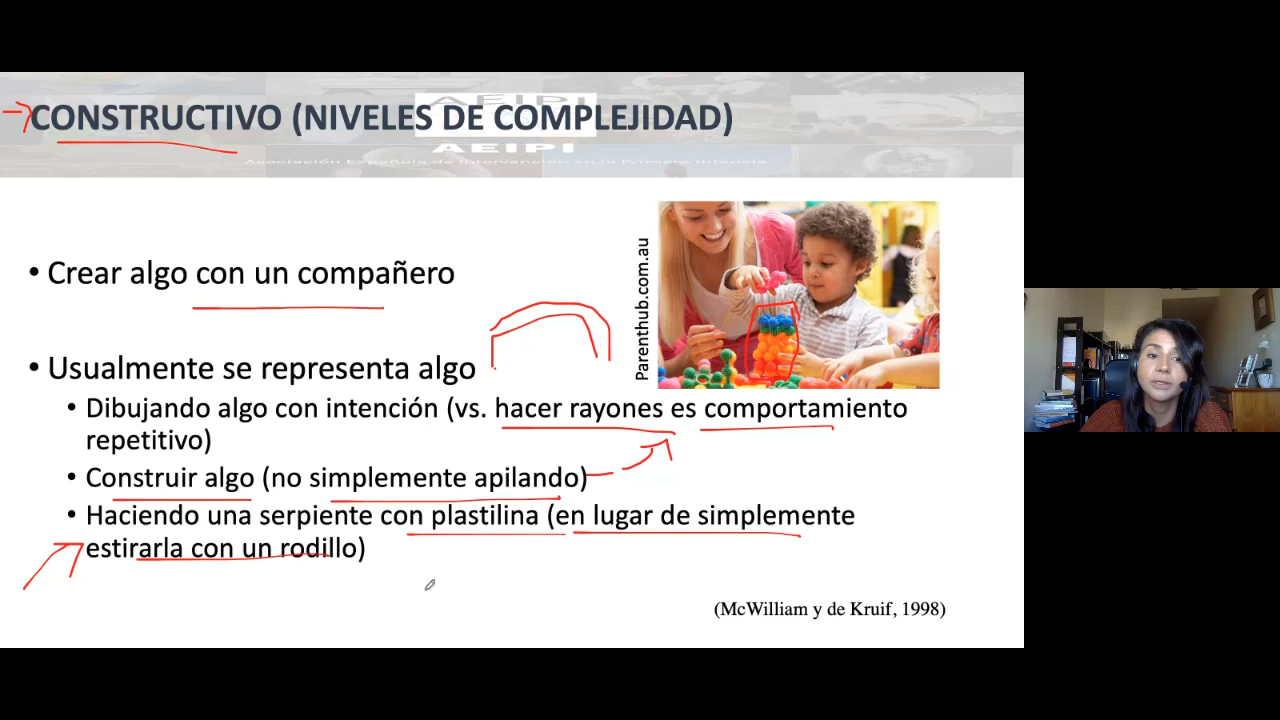 CONSTRUCTIVO (NIVELES DE COMPLEJIDAD)
AEIPI
AEIPI
Asociación Española de Intervención en la Primera Infancia
• Crear algo con un compañero
Parenthub.com.au
• Usualmente se representa algo
• Dibujando algo con intención (vs. hacer rayones es comportamiento
repetitivo)
• Construir algo (no simplemente apilando)
• Haciendo una serpiente con plastilina (en lugar de simplemente
estirarla con un rodillo)
(McWilliam y de Kruif, 1998)